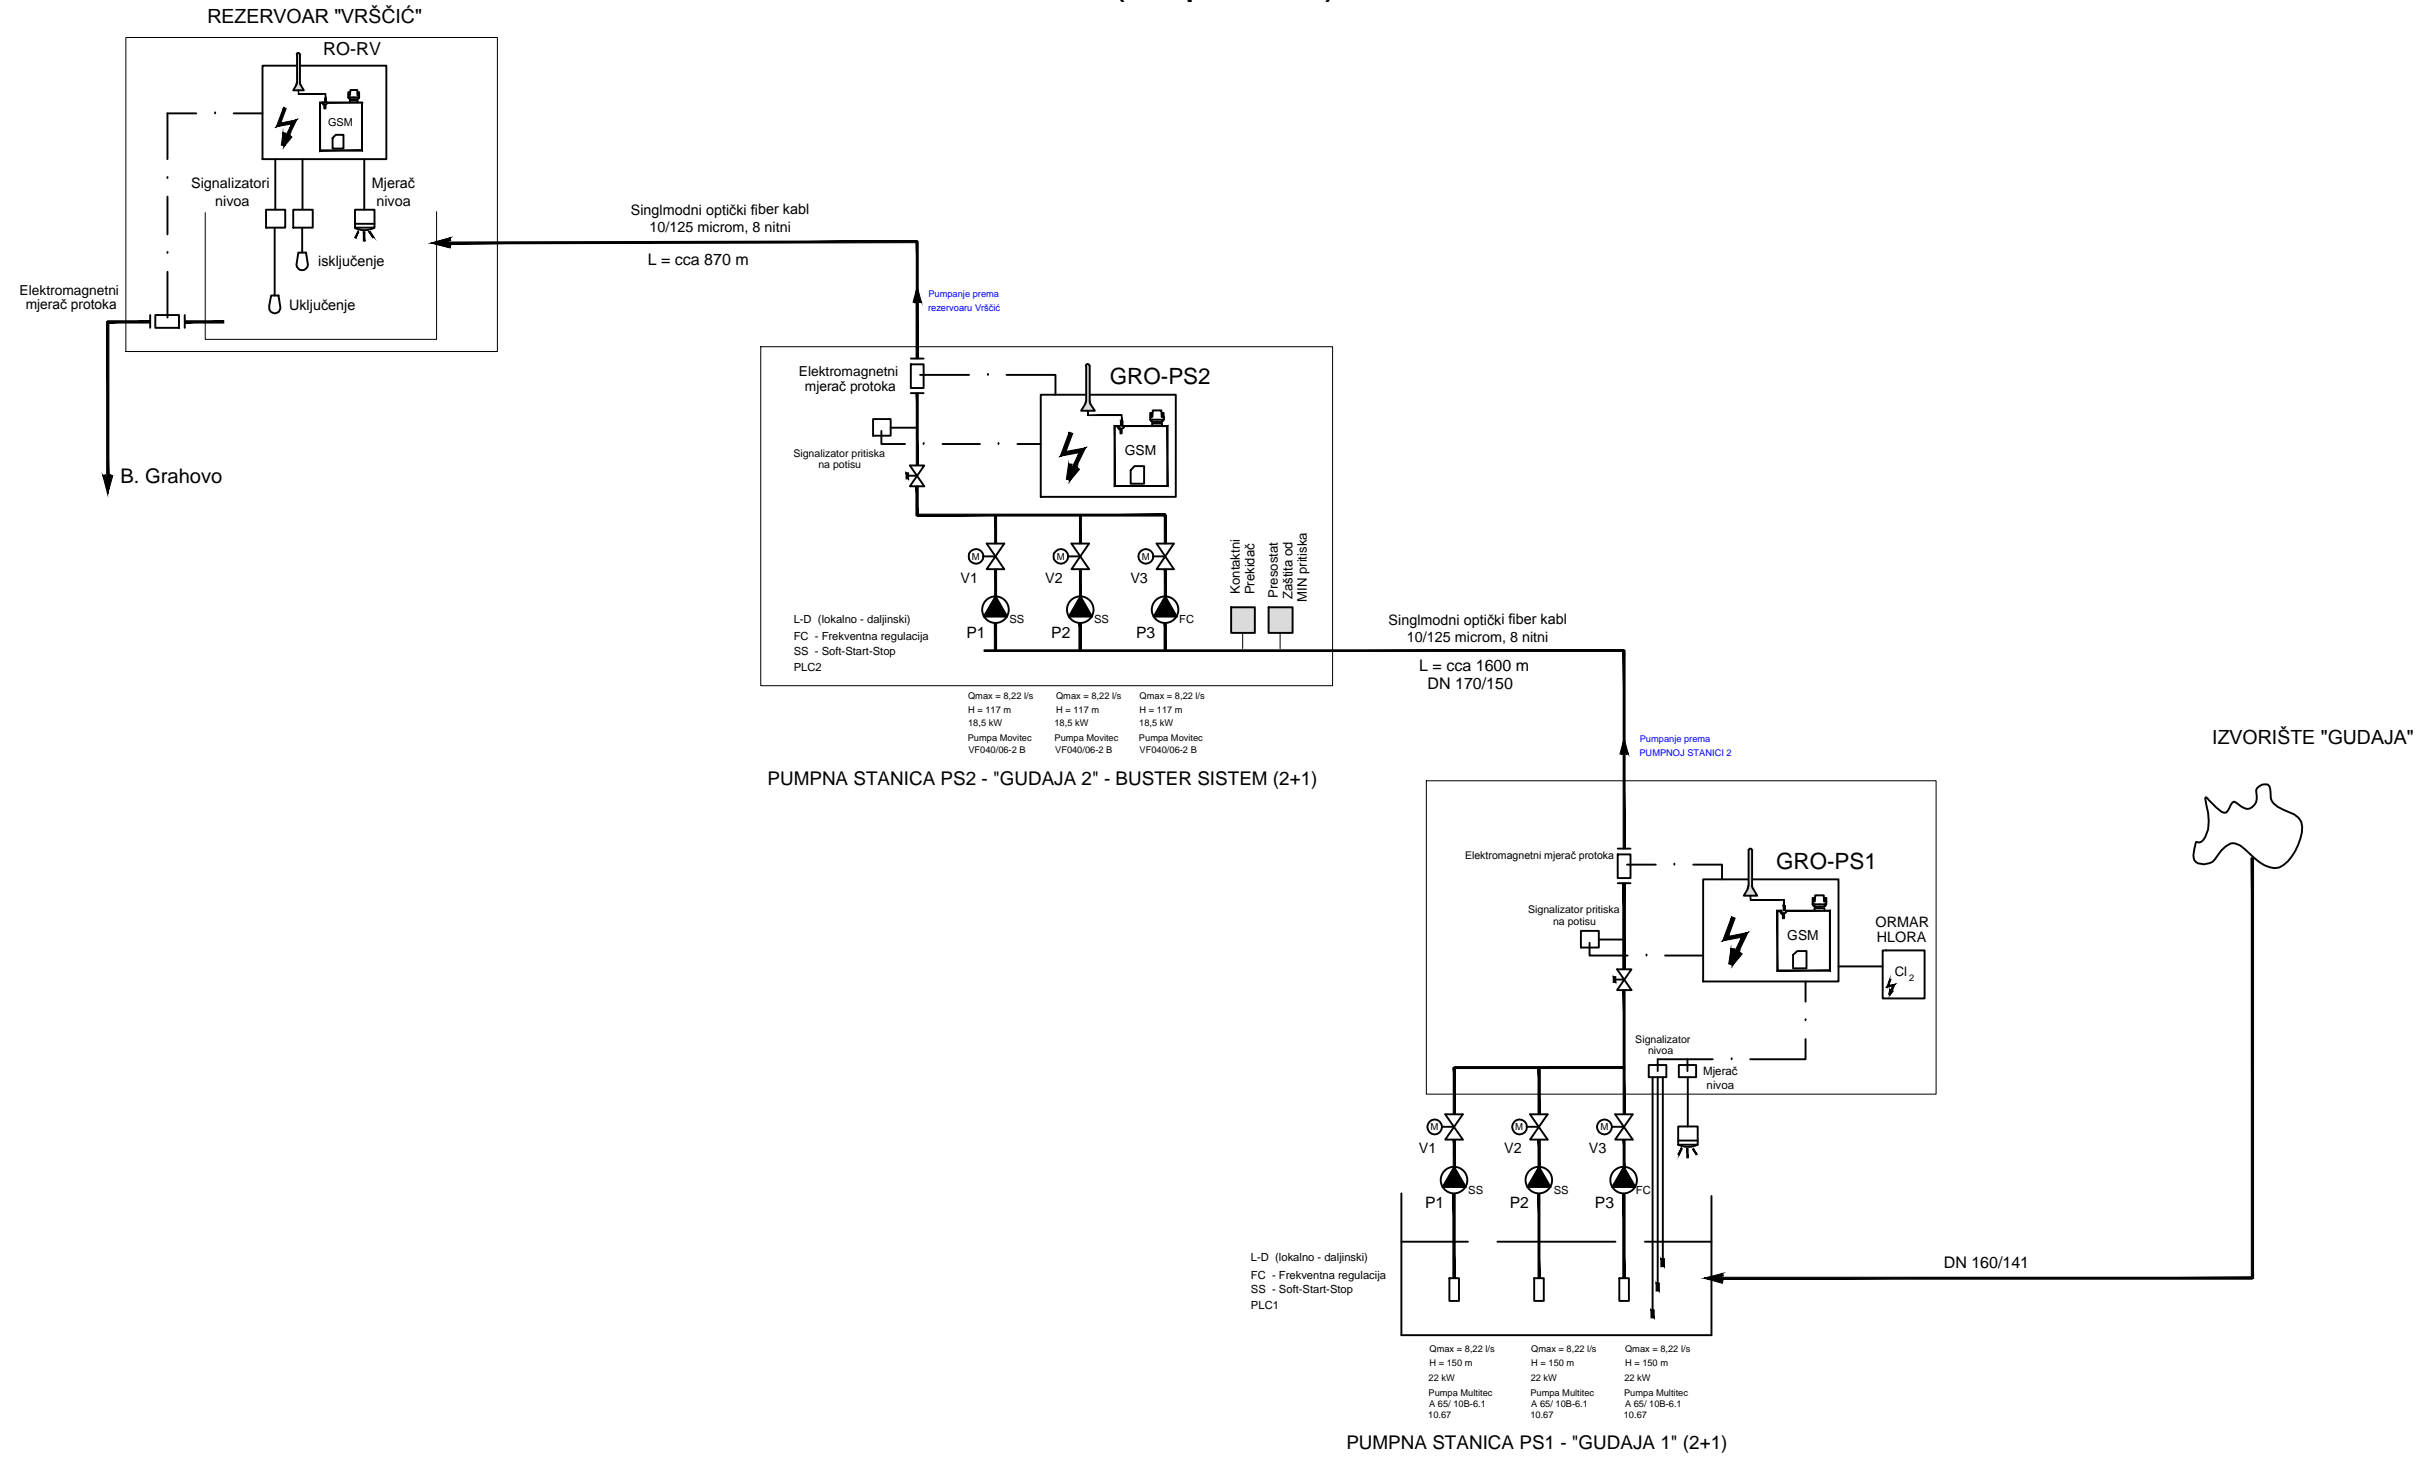 REZERVOAR "VRŠČIĆ"
RO-RV
GSM
Signalizatori
nivoa
Mjerač
nivoa
isključenje
Uključenje
Elektromagnetni
mjerač protoka
B. Grahovo
Singlmodni optički fiber kabl
10/125 microm, 8 nitni
L = cca 870 m
Pumpanje prema
rezervoaru Vrščić
Elektromagnetni
mjerač protoka
GRO-PS2
GSM
Signalizator pritiska
na potisu
M
M
M
V1
V2
V3
SS
SS
FC
P1
P2
P3
Kontaktni
Prekidač
Presostat
Zaštita od
MIN pritiska
L-D (lokalno - daljinski)
FC - Frekventna regulacija
SS - Soft-Start-Stop
PLC2
Qmax = 8,22 l/s
H = 117 m
18,5 kW
Pumpa Movitec
VF040/06-2 B
Qmax = 8,22 l/s
H = 117 m
18,5 kW
Pumpa Movitec
VF040/06-2 B
Qmax = 8,22 l/s
H = 117 m
18,5 kW
Pumpa Movitec
VF040/06-2 B
PUMPNA STANICA PS2 - "GUDAJA 2" - BUSTER SISTEM (2+1)
Singlmodni optički fiber kabl
10/125 microm, 8 nitni
L = cca 1600 m
DN 170/150
Pumpanje prema
PUMPNOJ STANICI 2
IZVORIŠTE "GUDAJA"
Elektromagnetni mjerač protoka
GRO-PS1
GSM
Signalizator pritiska
na potisu
ORMAR
HLORA
Cl 2
Signalizator
nivoa
Mjerač
nivoa
M
M
M
V1
V2
V3
SS
SS
FC
P1
P2
P3
L-D (lokalno - daljinski)
FC - Frekventna regulacija
SS - Soft-Start-Stop
PLC1
DN 160/141
Qmax = 8,22 l/s
H = 150 m
22 kW
Pumpa Multitec
A 65/ 10B-6.1
10.67
Qmax = 8,22 l/s
H = 150 m
22 kW
Pumpa Multitec
A 65/ 10B-6.1
10.67
Qmax = 8,22 l/s
H = 150 m
22 kW
Pumpa Multitec
A 65/ 10B-6.1
10.67
PUMPNA STANICA PS1 - "GUDAJA 1" (2+1)